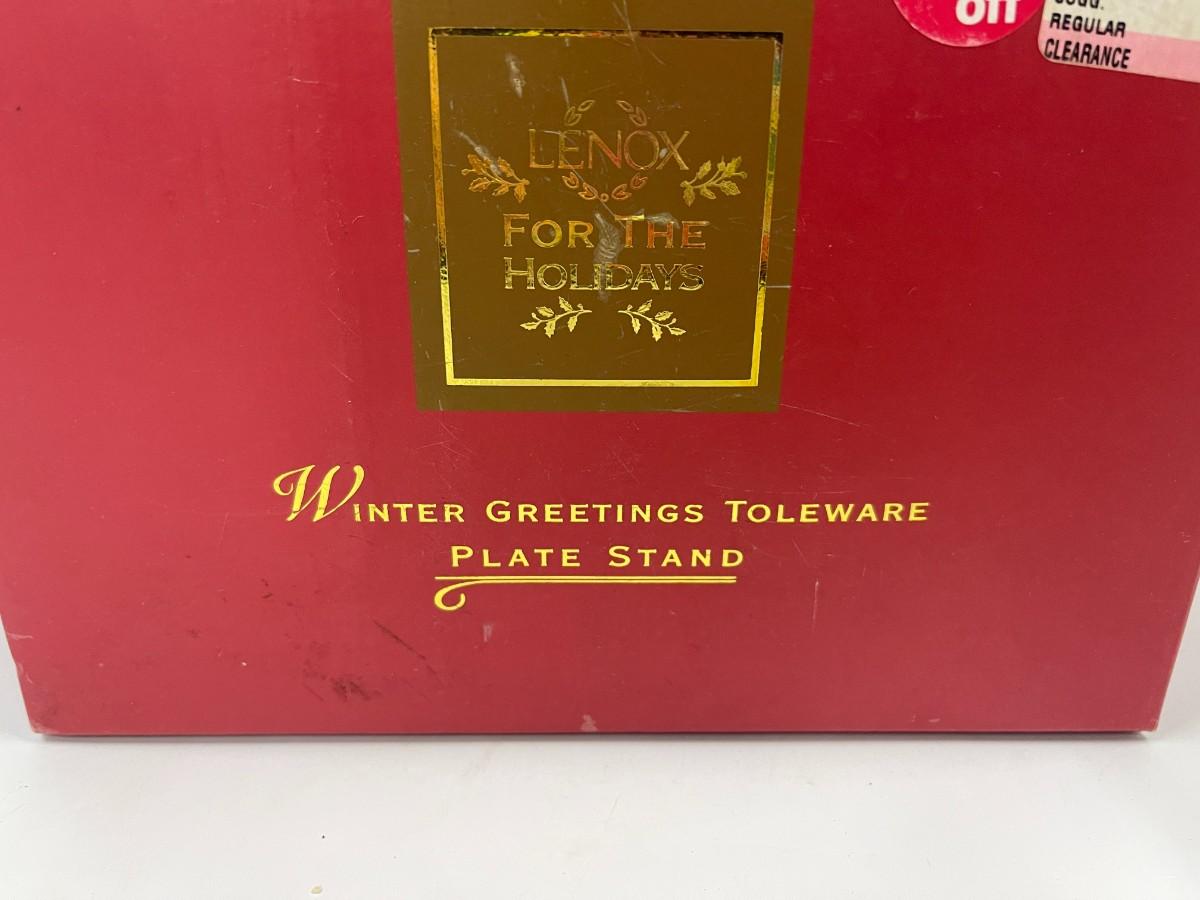 off
REGULAR
CLEARANCE
LENOX
FOR THE
HOLIDAYS
WINTER GREETINGS TOLEWARE
PLATE STAND